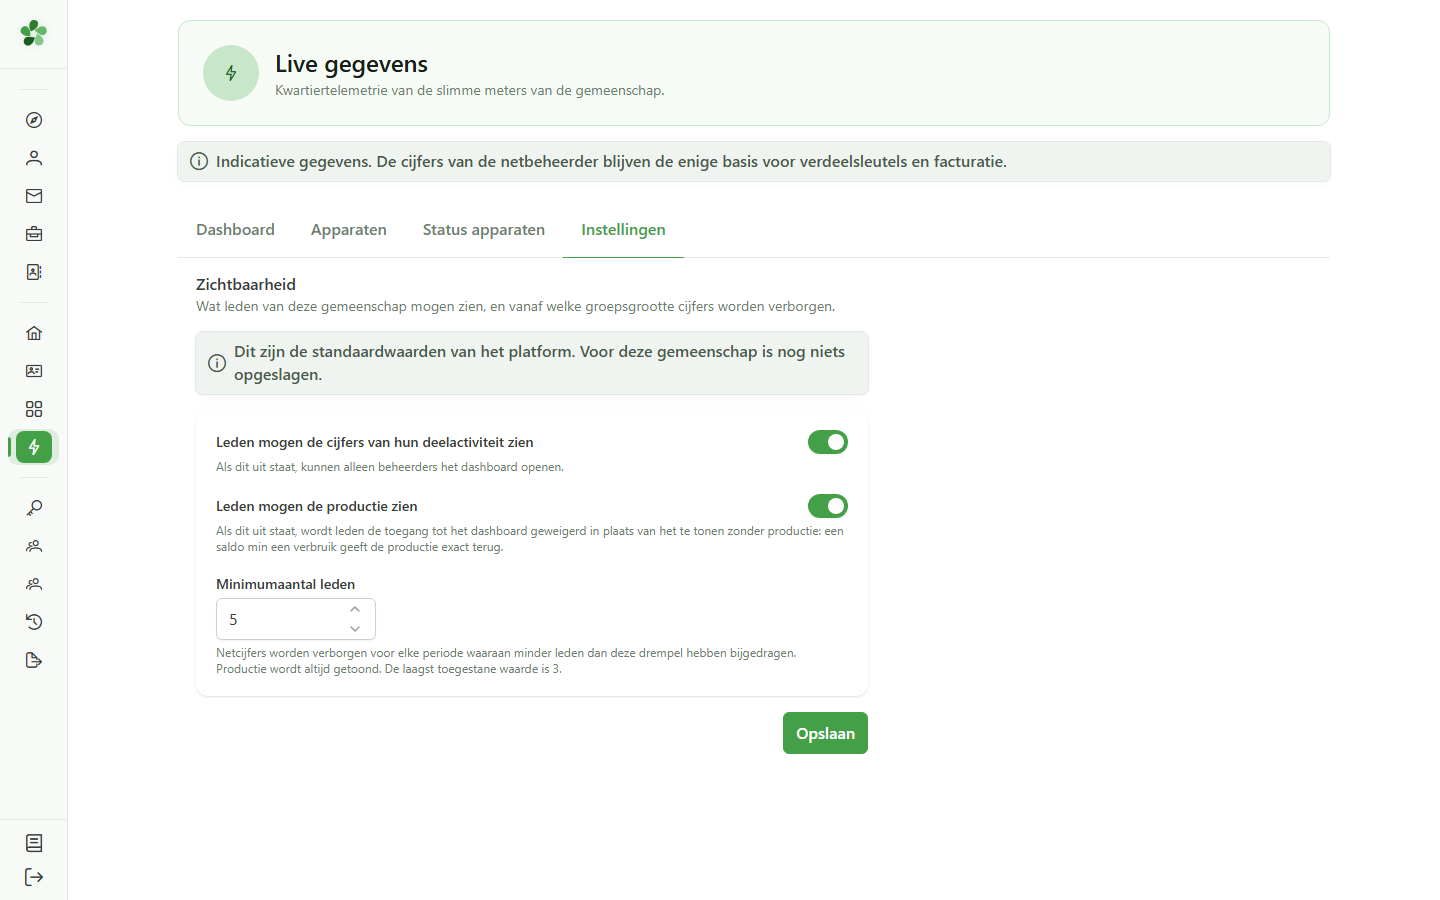 Live gegevens
Kwartiertelemetrie van de slimme meters van de gemeenschap.
Indicatieve gegevens. De cijfers van de netbeheerder blijven de enige basis voor verdeelsleutels en facturatie.
Dashboard
Apparaten
Status apparaten
Instellingen
Zichtbaarheid
Wat leden van deze gemeenschap mogen zien, en vanaf welke groepsgrootte cijfers worden verborgen.
Dit zijn de standaardwaarden van het platform. Voor deze gemeenschap is nog niets
opgeslagen.
Leden mogen de cijfers van hun deelactiviteit zien
Als dit uit staat, kunnen alleen beheerders het dashboard openen.
Leden mogen de productie zien
Als dit uit staat, wordt leden de toegang tot het dashboard geweigerd in plaats van het te tonen zonder productie: een
saldo min een verbruik geeft de productie exact terug.
Minimumaantal leden
5
Netcijfers worden verborgen voor elke periode waaraan minder leden dan deze drempel hebben bijgedragen.
Productie wordt altijd getoond. De laagst toegestane waarde is 3.
Opslaan